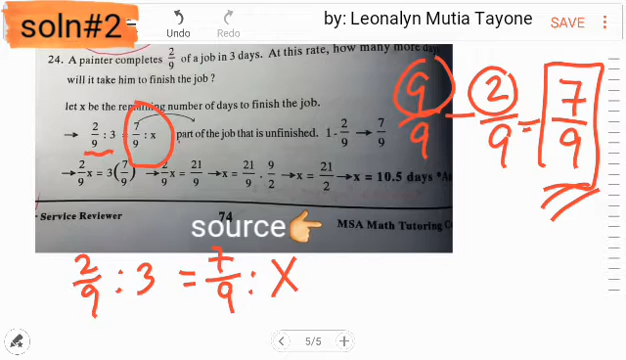 soln#2
Undo
Redo
by: Leonalyn Mutia Tayone
SAVE
24. A painter completes 2/9 of a job in 3 days. At this rate, how many more days
will it take him to finish the job?
let x be the remaining number of days to finish the job.
→ 2/9 : 3 = 7/9 : x part of the job that is unfinished. 1 - 2/9 → 7/9
→ 2/9 x = 3(7/9) → 2/9 x = 21/9 → x = 21/9 · 9/2 → x = 21/2 → x = 10.5 days
9/9 - 2/9 = 7/9
Service Reviewer
74
MSA Math Tutoring
source
2/9 : 3 = 7/9 : X
5/5